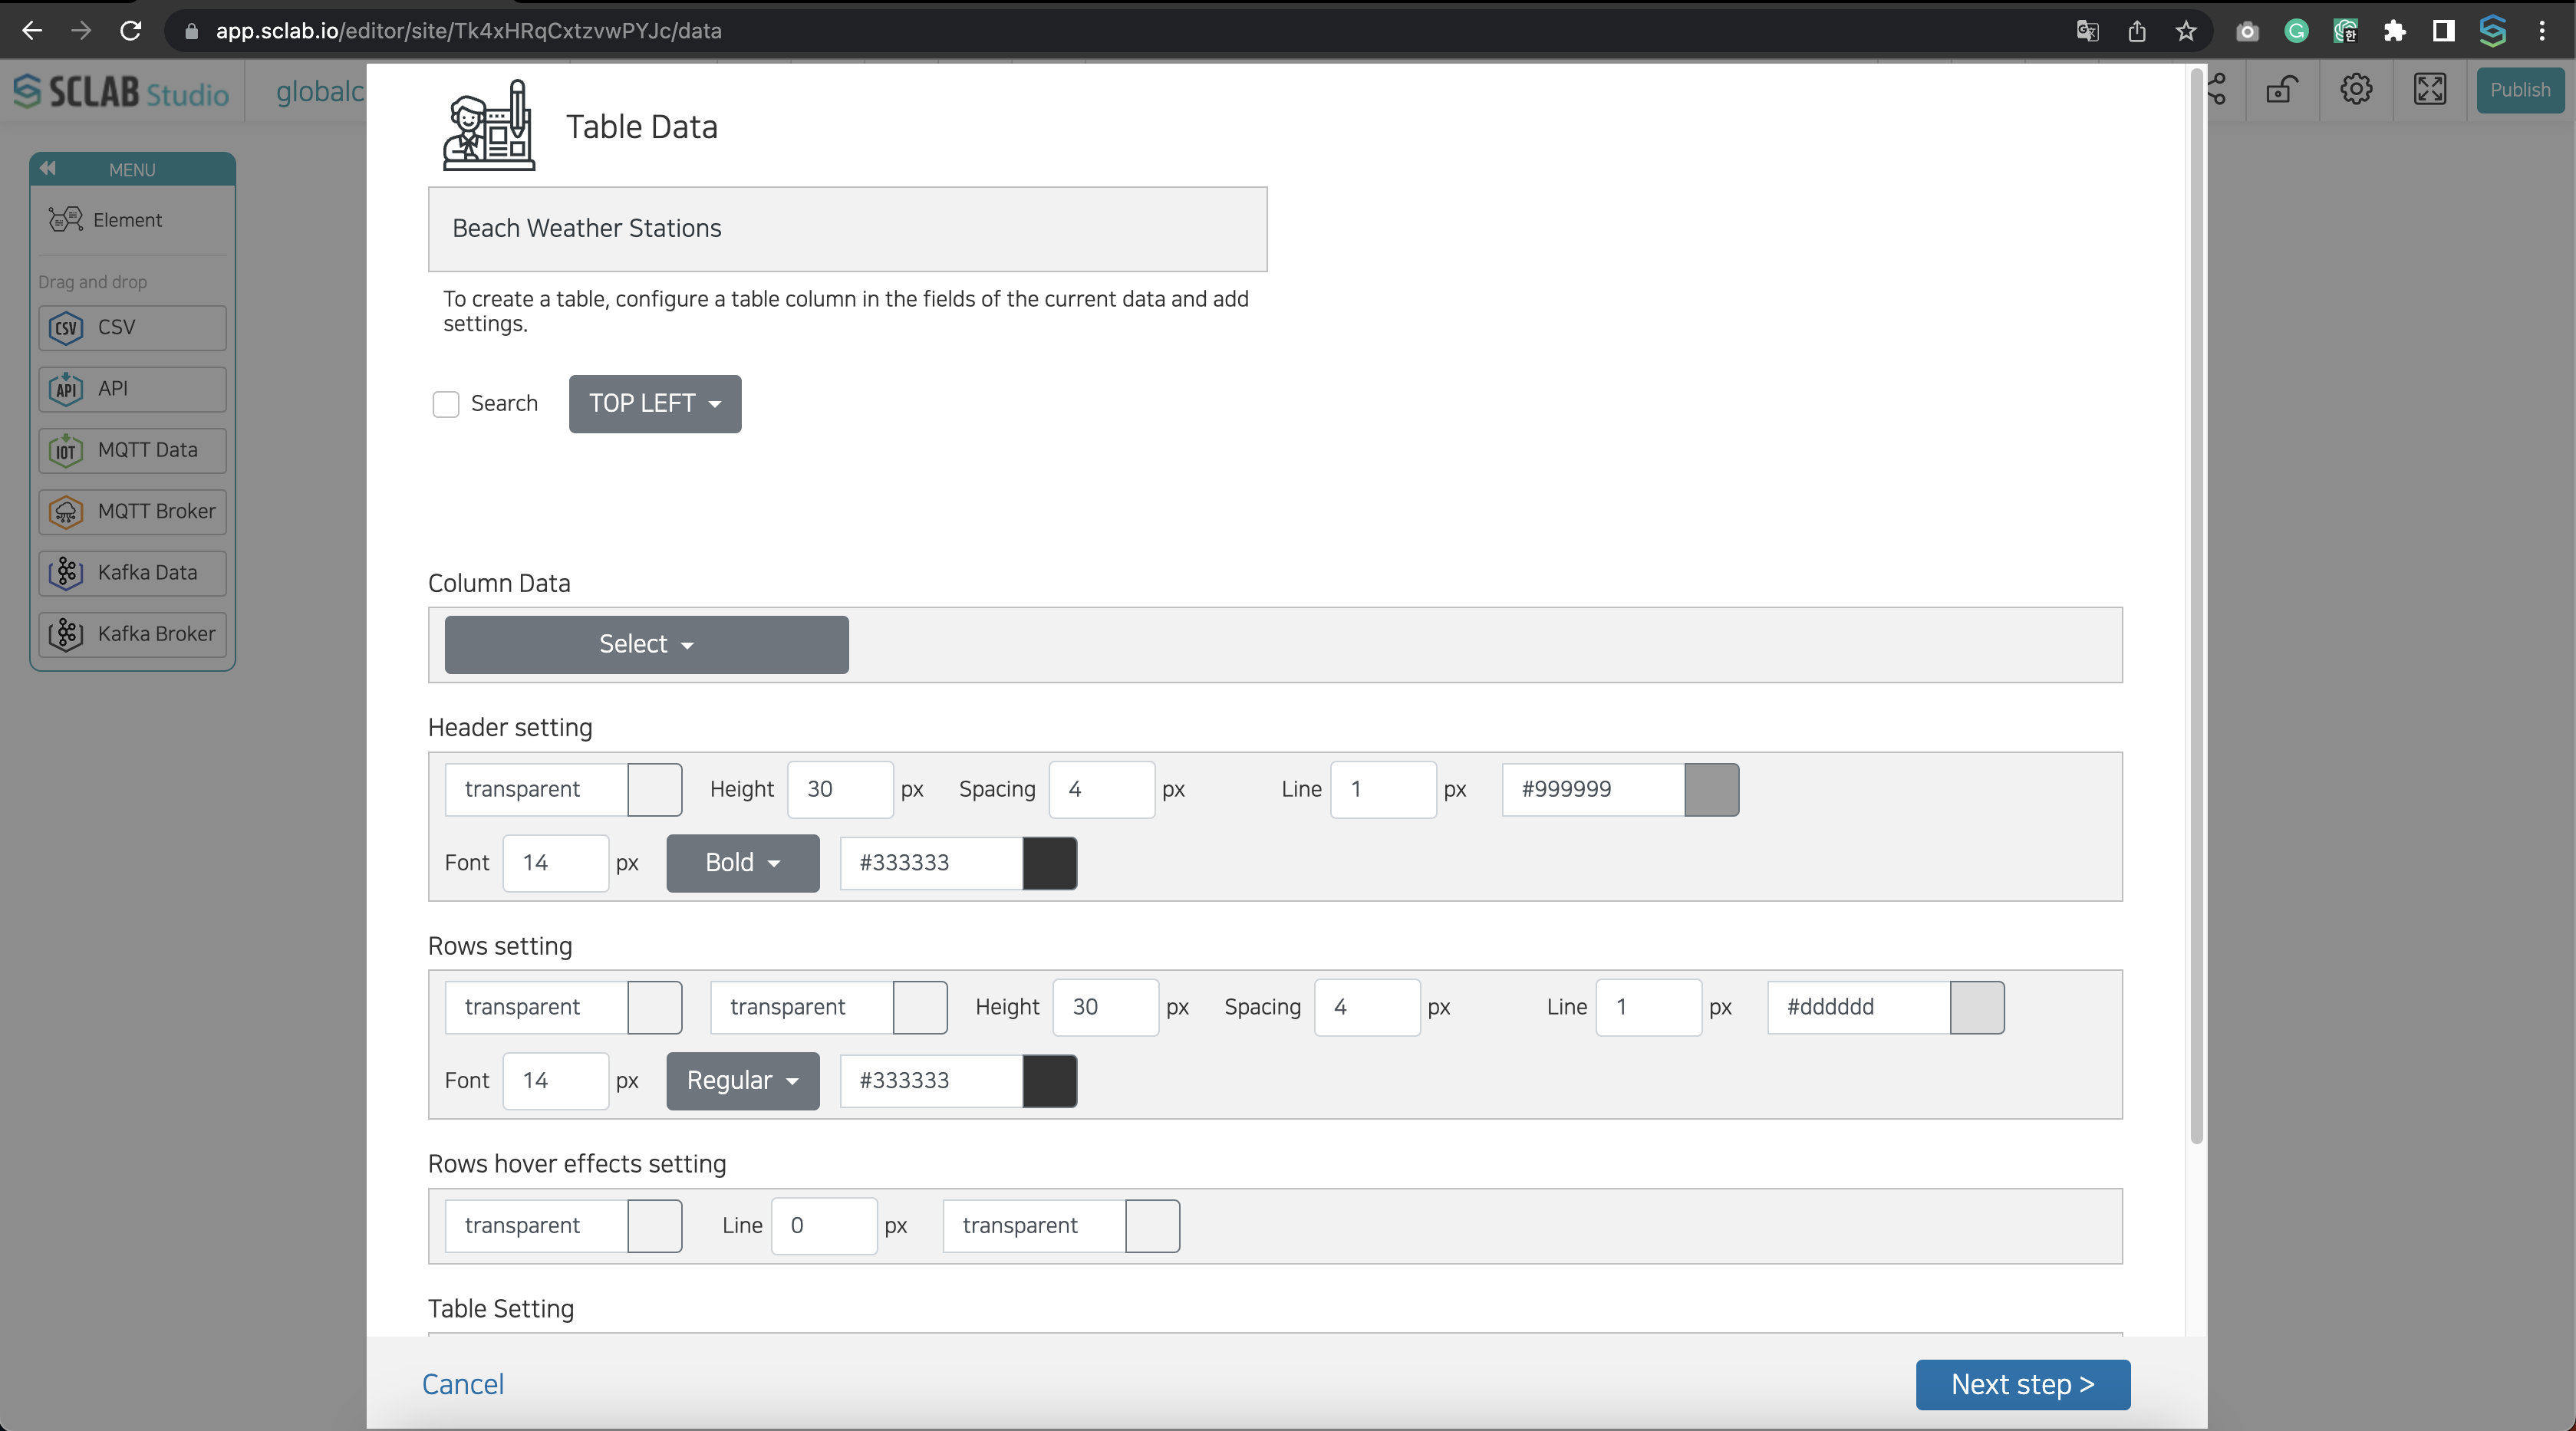 app.sclab.io/editor/site/Tk4xHRqCxtzvwPYJc/data
SCLAB Studio
globalc
Publish
MENU
Element
Drag and drop
CSV CSV
API API
IOT MQTT Data
MQTT Broker
Kafka Data
Kafka Broker
Table Data
Beach Weather Stations
To create a table, configure a table column in the fields of the current data and add
settings.
Search TOP LEFT
Column Data
Select
Header setting
transparent Height 30 px Spacing 4 px Line 1 px #999999
Font 14 px Bold #333333
Rows setting
transparent transparent Height 30 px Spacing 4 px Line 1 px #dddddd
Font 14 px Regular #333333
Rows hover effects setting
transparent Line 0 px transparent
Table Setting
Cancel Next step >